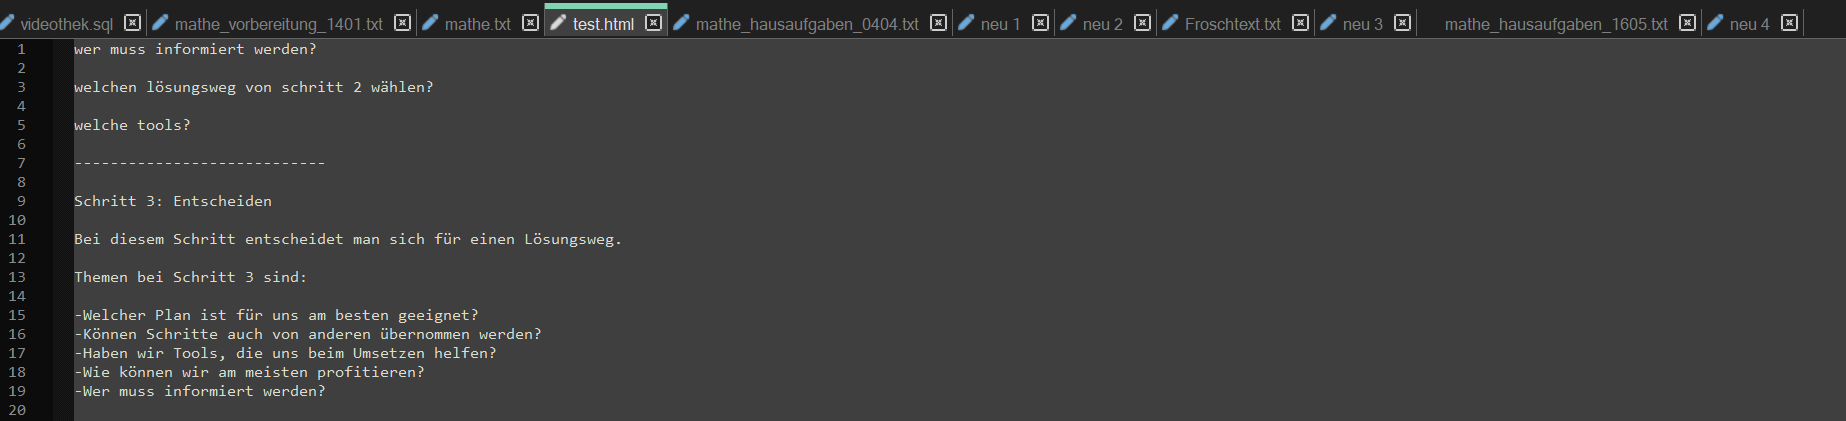 videothek.sql mathe_vorbereitung_1401.txt mathe.txt test.html mathe_hausaufgaben_0404.txt neu 1 neu 2 Froschtext.txt neu 3 mathe_hausaufgaben_1605.txt neu 4
1 wer muss informiert werden?
2
3 welchen lösungsweg von schritt 2 wählen?
4
5 welche tools?
6
7 ----------------------------
8
9 Schritt 3: Entscheiden
10
11 Bei diesem Schritt entscheidet man sich für einen Lösungsweg.
12
13 Themen bei Schritt 3 sind:
14
15 -Welcher Plan ist für uns am besten geeignet?
16 -Können Schritte auch von anderen übernommen werden?
17 -Haben wir Tools, die uns beim Umsetzen helfen?
18 -Wie können wir am meisten profitieren?
19 -Wer muss informiert werden?
20